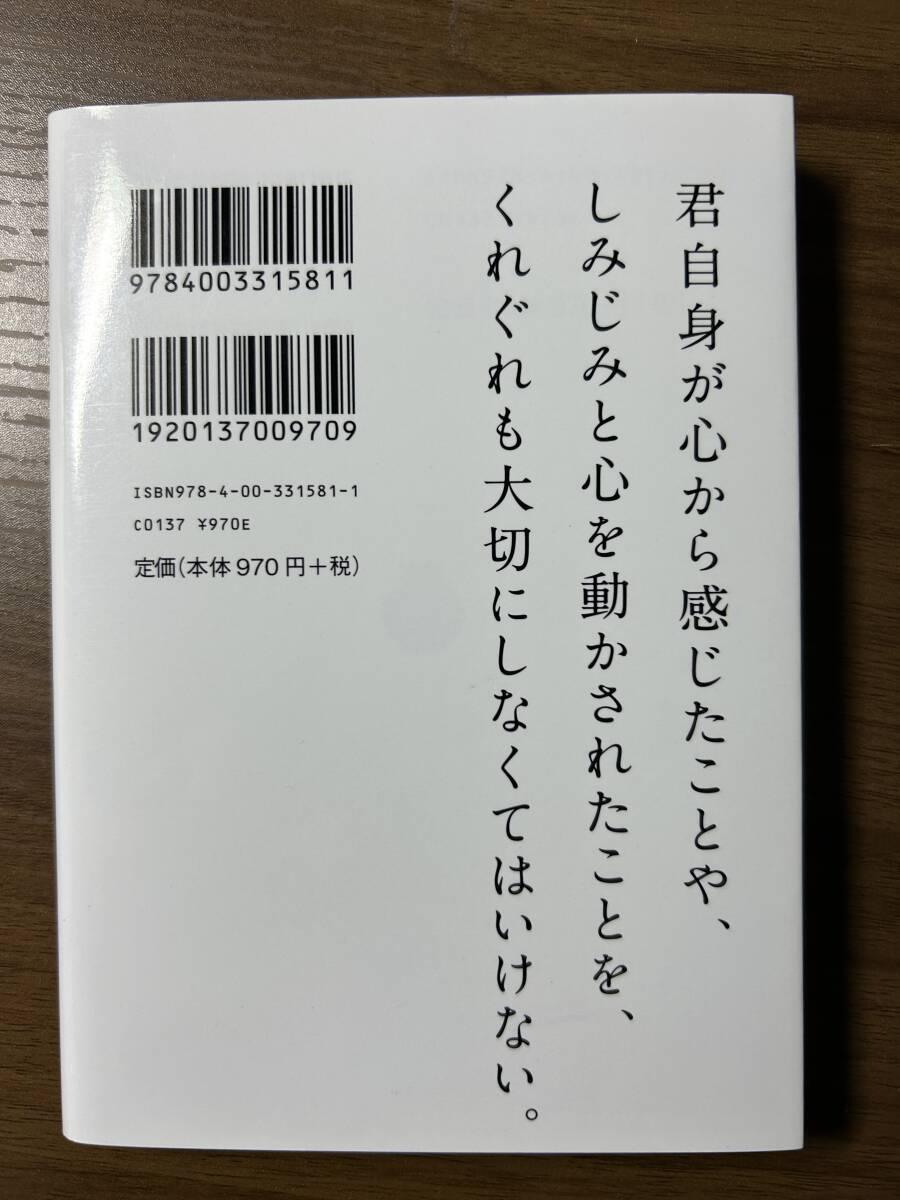 君自身が心から感じたことや、
しみじみと心を動かされたことを、
くれぐれも大切にしなくてはいけない。
9784003315811
1920137009709
ISBN978-4-00-331581-1
C0137 ¥970E
定価(本体 970 円+税)